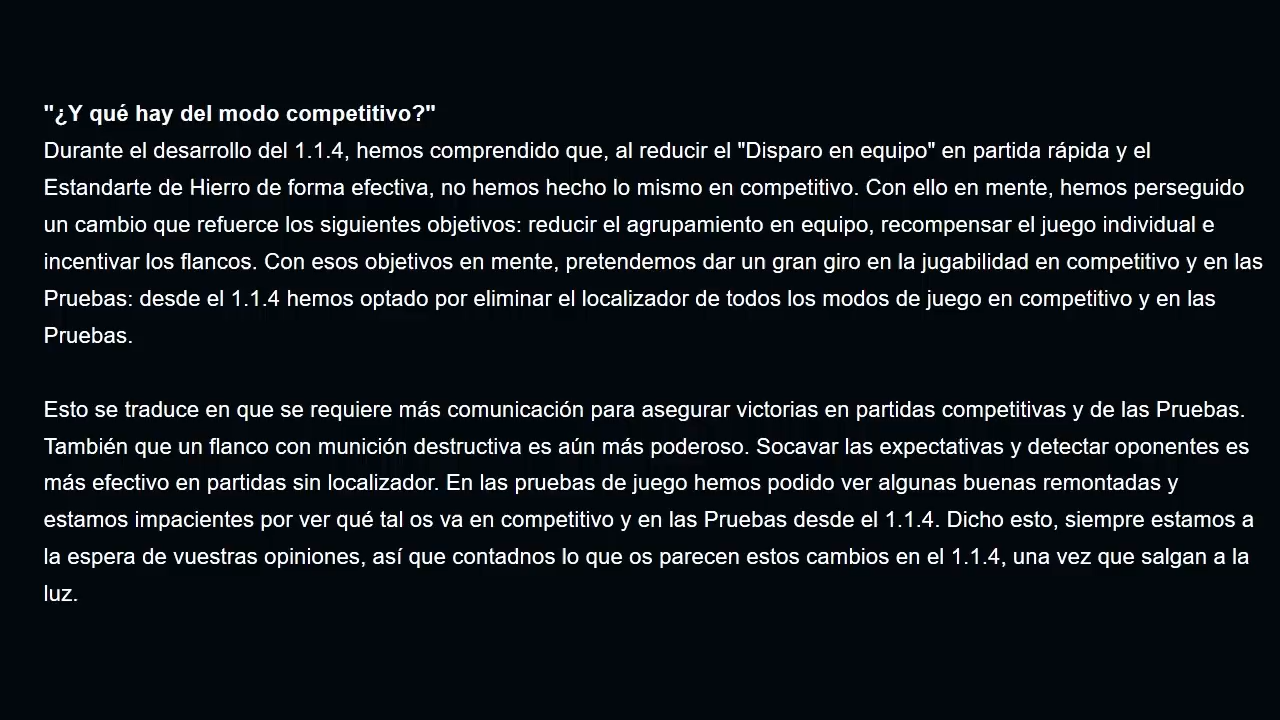 "¿Y qué hay del modo competitivo?"
Durante el desarrollo del 1.1.4, hemos comprendido que, al reducir el "Disparo en equipo" en partida rápida y el
Estandarte de Hierro de forma efectiva, no hemos hecho lo mismo en competitivo. Con ello en mente, hemos perseguido
un cambio que refuerce los siguientes objetivos: reducir el agrupamiento en equipo, recompensar el juego individual e
incentivar los flancos. Con esos objetivos en mente, pretendemos dar un gran giro en la jugabilidad en competitivo y en las
Pruebas: desde el 1.1.4 hemos optado por eliminar el localizador de todos los modos de juego en competitivo y en las
Pruebas.
Esto se traduce en que se requiere más comunicación para asegurar victorias en partidas competitivas y de las Pruebas.
También que un flanco con munición destructiva es aún más poderoso. Socavar las expectativas y detectar oponentes es
más efectivo en partidas sin localizador. En las pruebas de juego hemos podido ver algunas buenas remontadas y
estamos impacientes por ver qué tal os va en competitivo y en las Pruebas desde el 1.1.4. Dicho esto, siempre estamos a
la espera de vuestras opiniones, así que contadnos lo que os parecen estos cambios en el 1.1.4, una vez que salgan a la
luz.